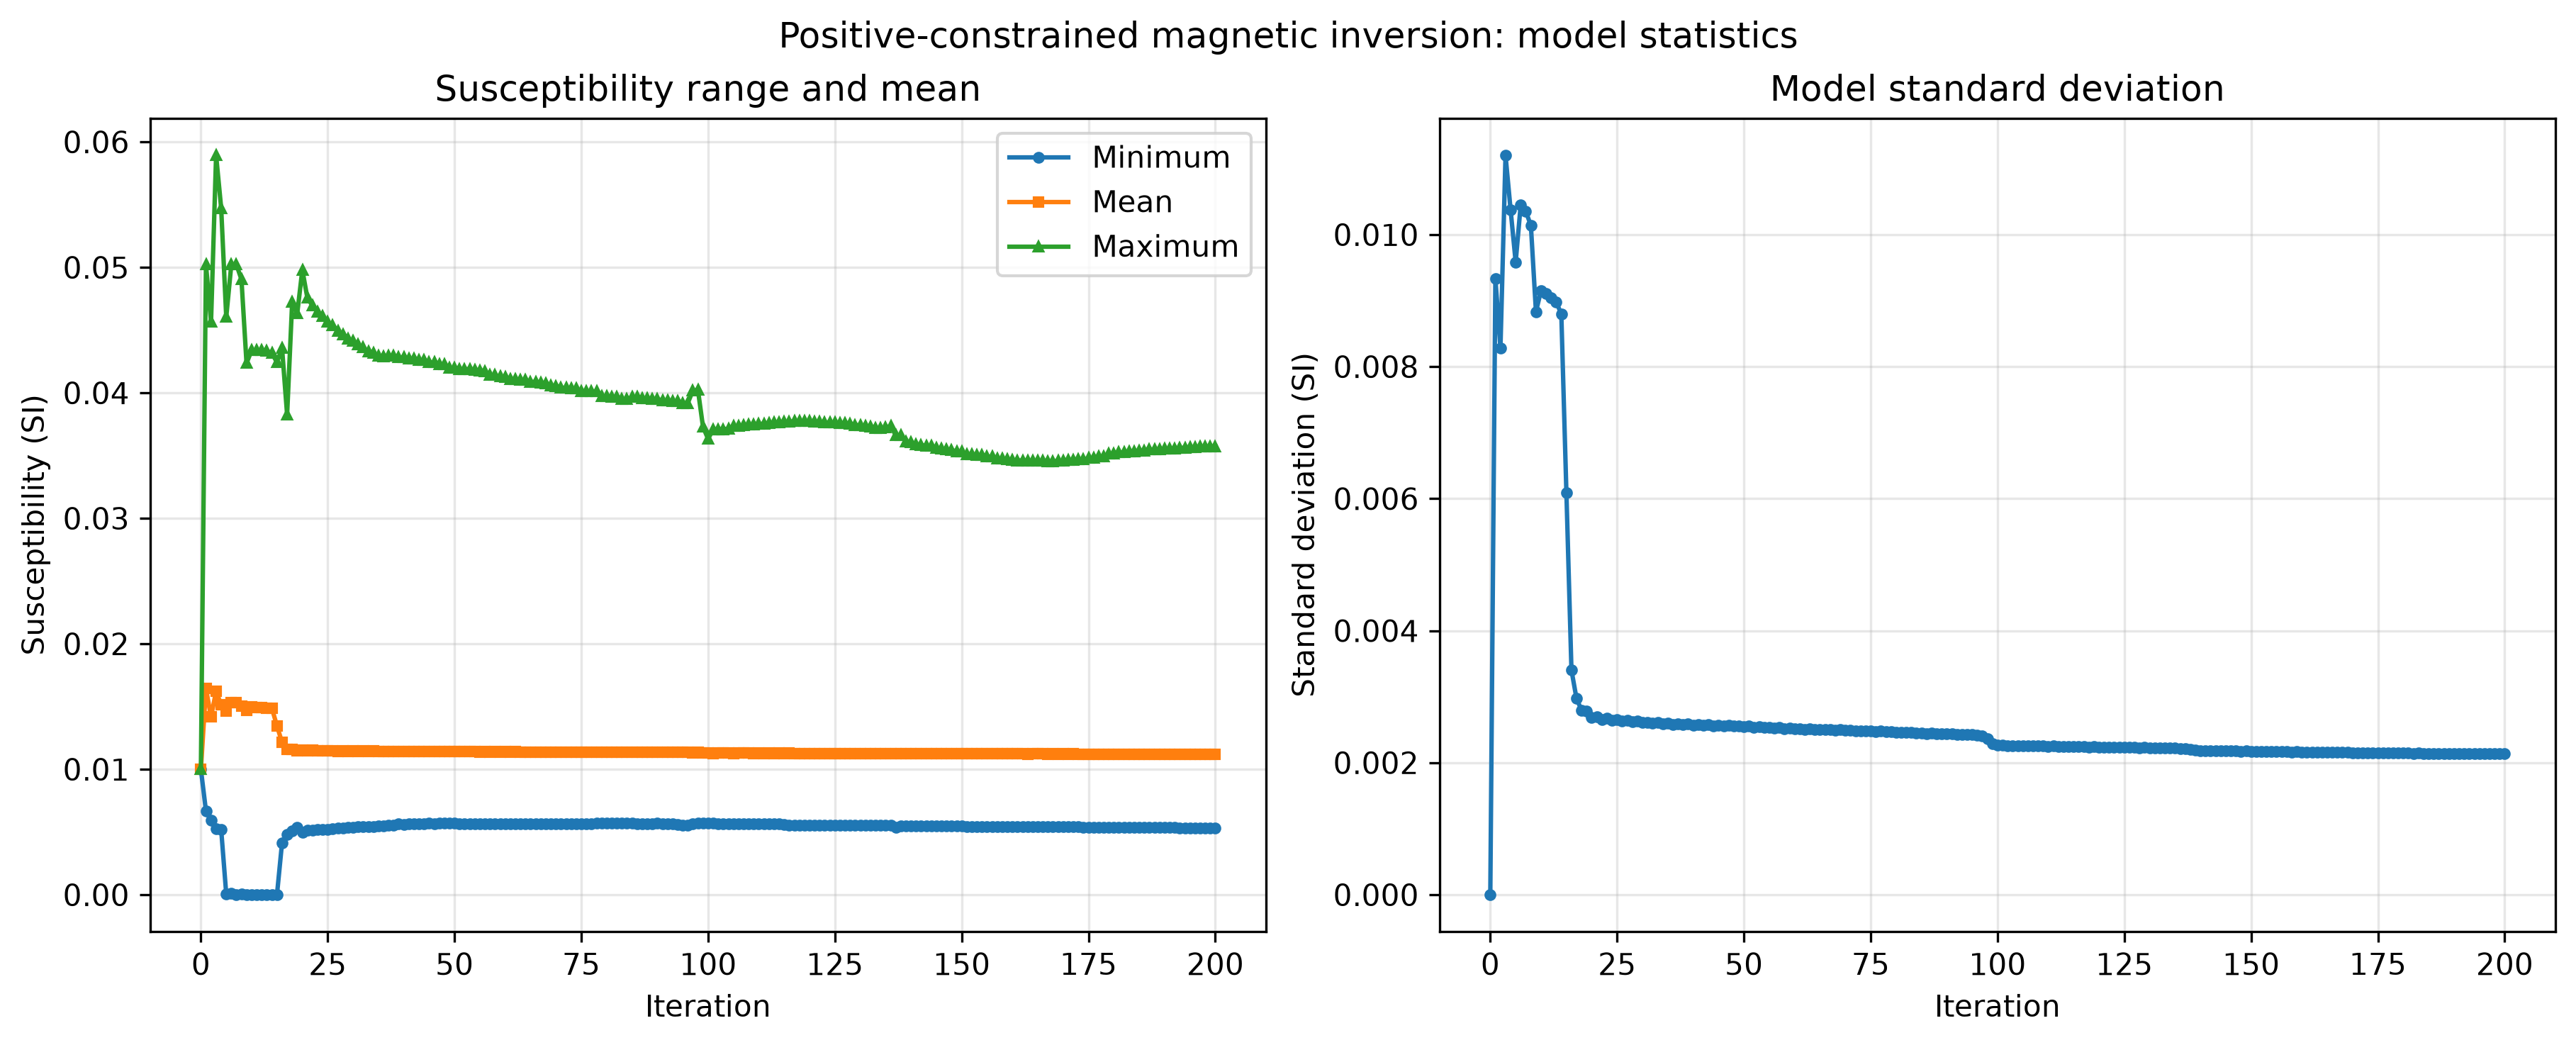 Positive-constrained magnetic inversion: model statistics
Susceptibility range and mean
Susceptibility (SI)
0.06
0.05
0.04
0.03
0.02
0.01
0.00
Minimum
Mean
Maximum
0 25 50 75 100 125 150 175 200
Iteration
Model standard deviation
Standard deviation (SI)
0.010
0.008
0.006
0.004
0.002
0.000
0 25 50 75 100 125 150 175 200
Iteration